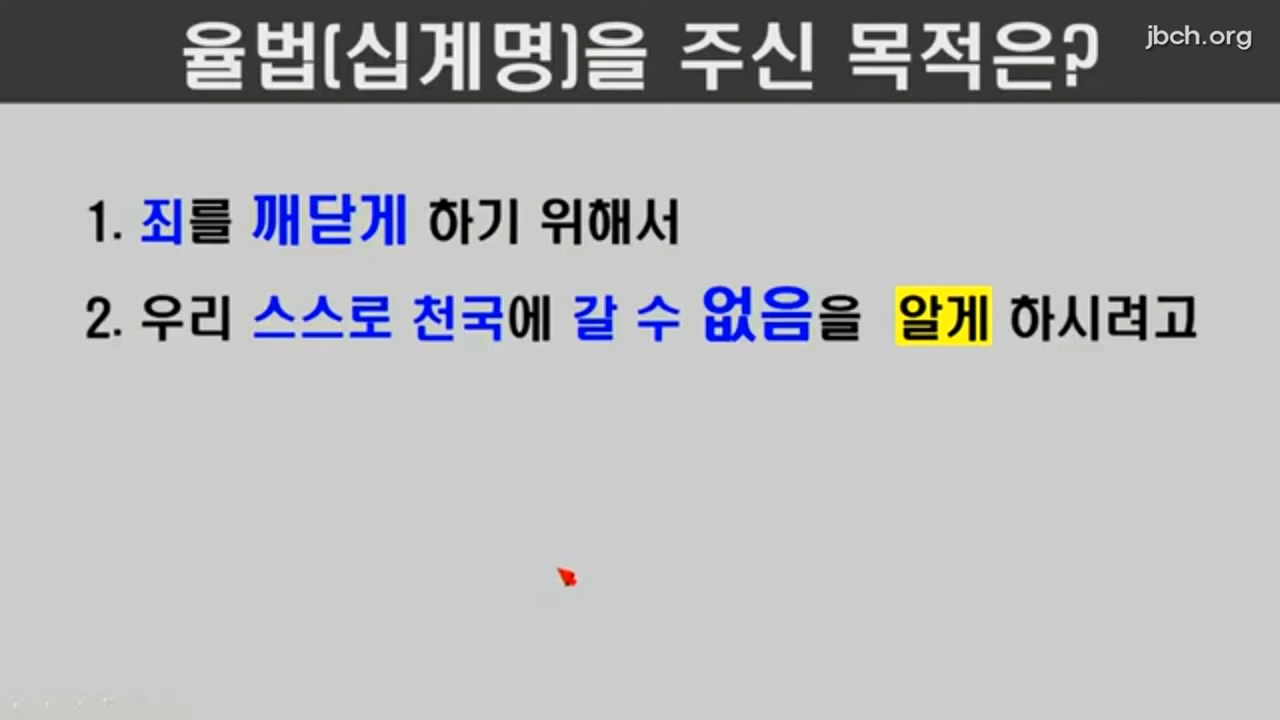 율법(십계명)을 주신 목적은?
jbch.org
1. 죄를 깨닫게 하기 위해서
2. 우리 스스로 천국에 갈 수 없음을 알게 하시려고